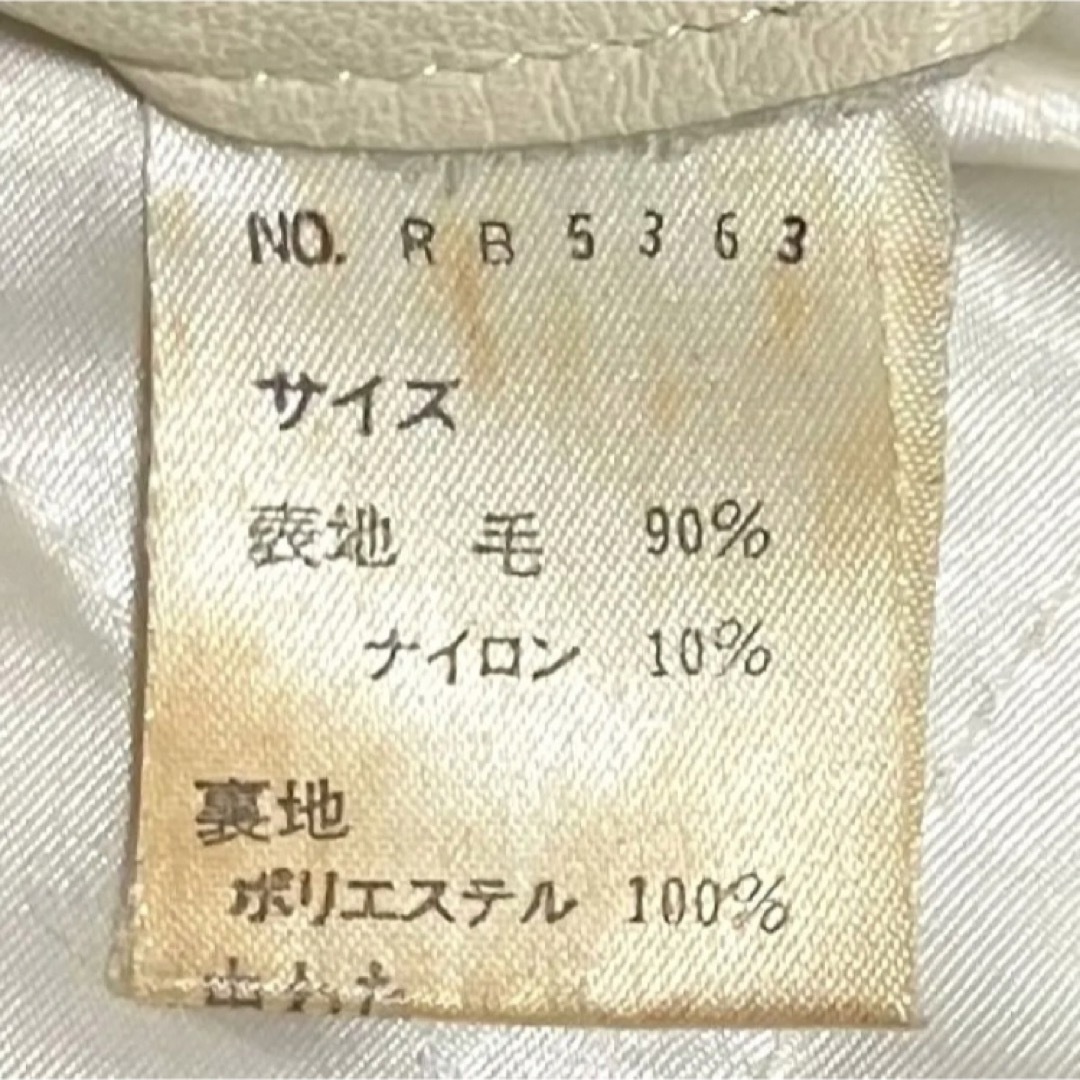 NO. RB5363
サイズ
表地 毛 90%
ナイロン 10%
裏地
ポリエステル 100%